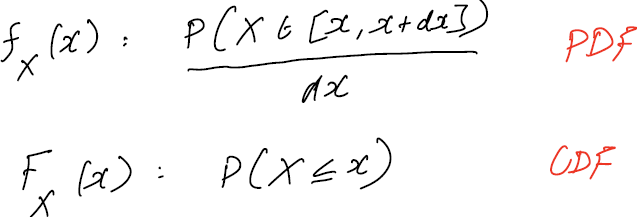 f_X(x) : P(X ∈ [x, x+dx]) / dx PDF
F_X(x) : P(X ≤ x) CDF